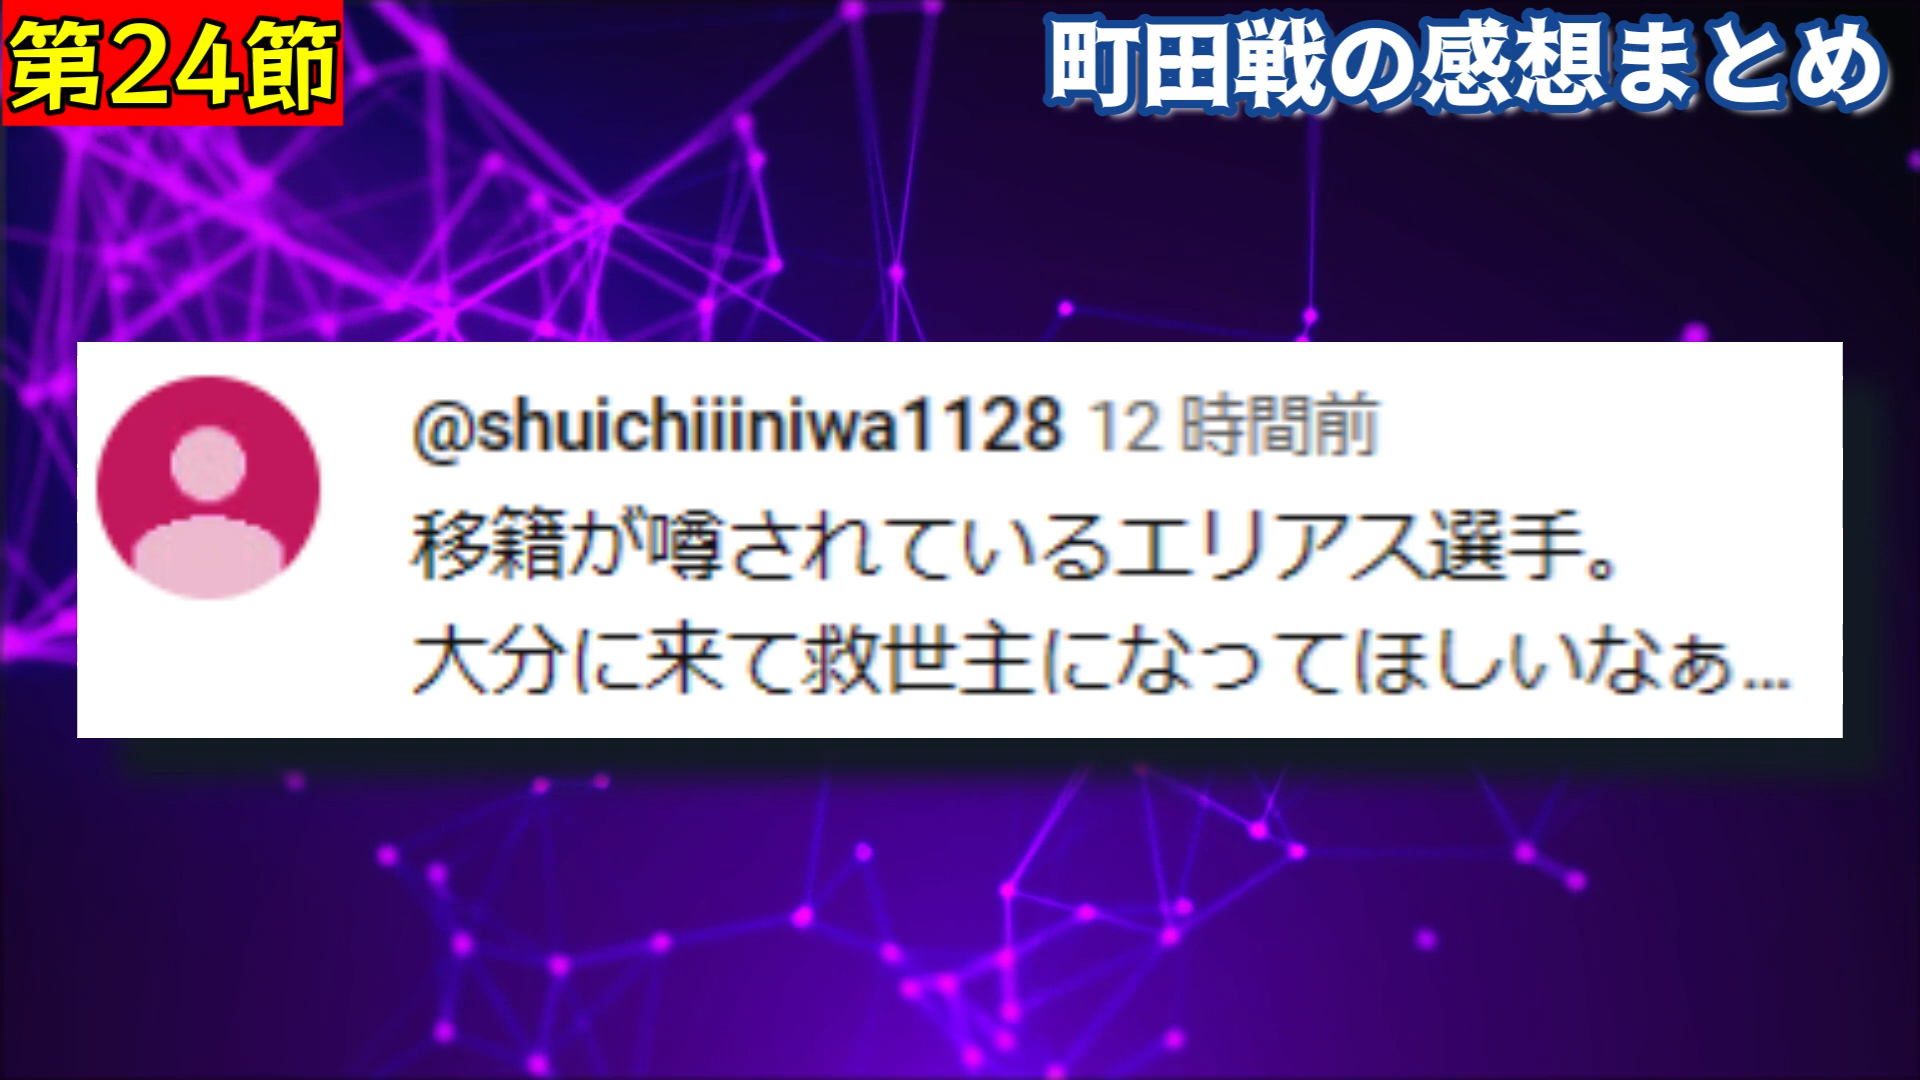 第24節
町田戦の感想まとめ
@shuichiiiniwa1128 12 時間前
移籍が噂されているエリアス選手。
大分に来て救世主になってほしいなぁ...